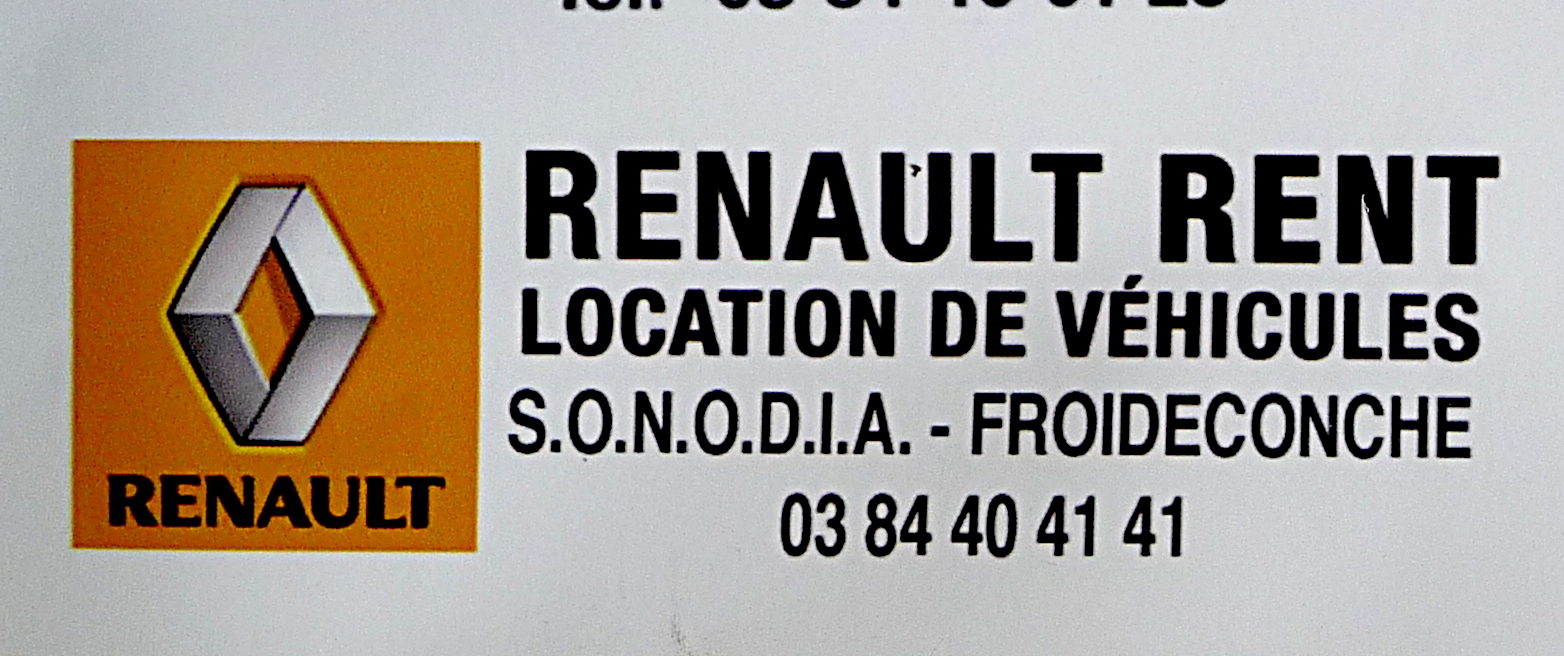 RENAULT RENT
LOCATION DE VÉHICULES
S.O.N.O.D.I.A. - FROIDECONCHE
03 84 40 41 41
RENAULT